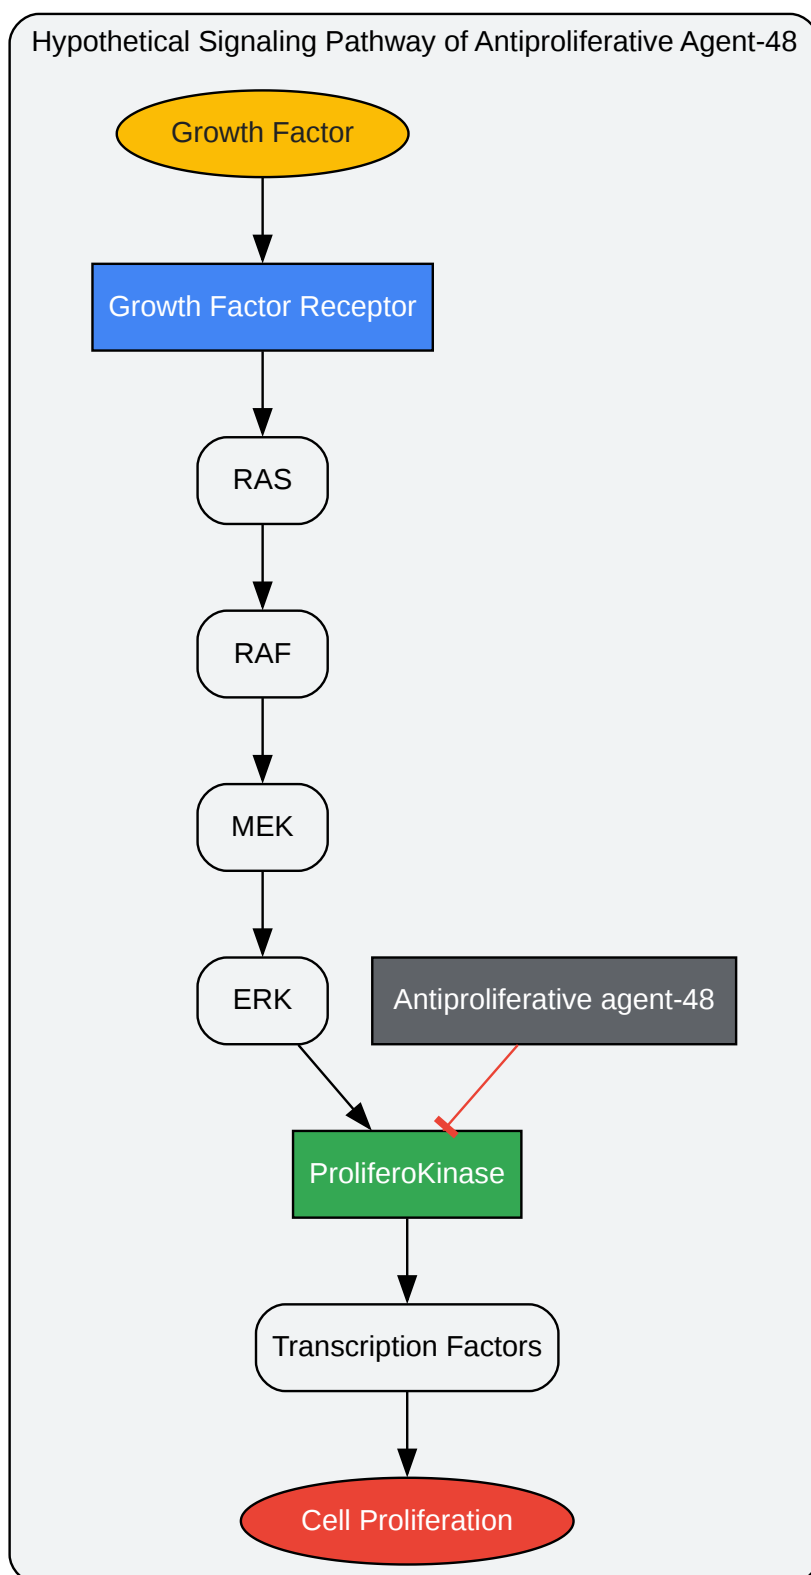 Hypothetical Signaling Pathway of Antiproliferative Agent-48
Growth Factor
Growth Factor Receptor
RAS
RAF
MEK
ERK
Antiproliferative agent-48
ProliferoKinase
Transcription Factors
Cell Proliferation